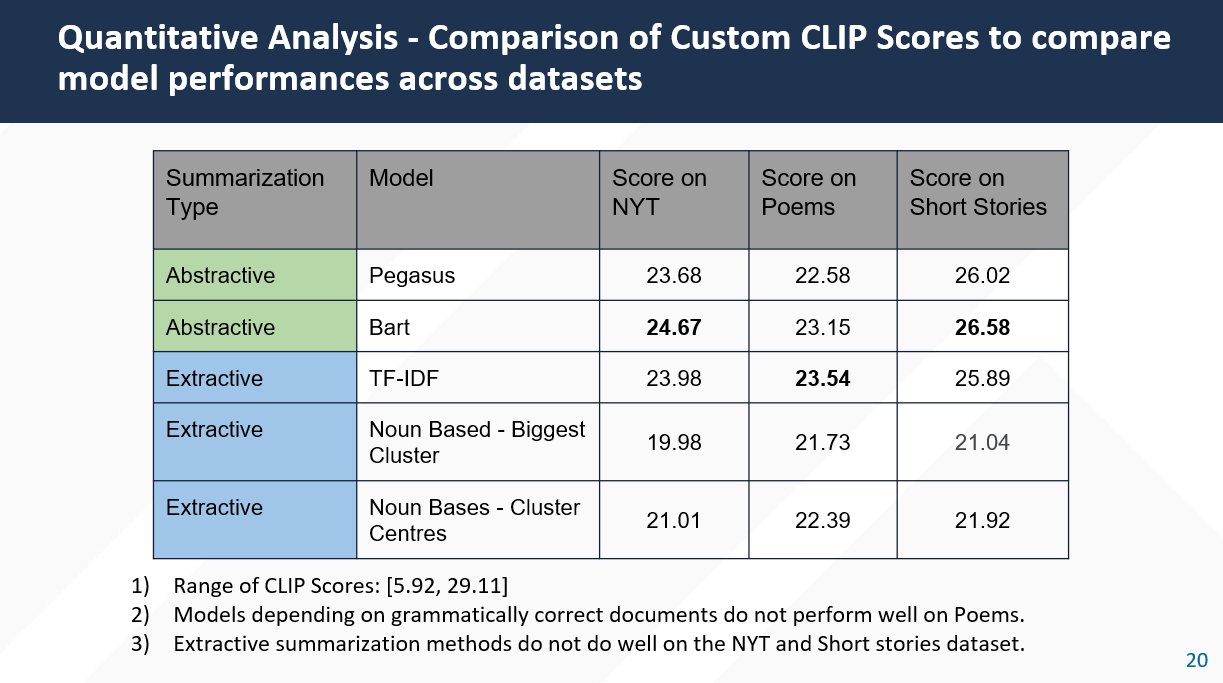 Quantitative Analysis - Comparison of Custom CLIP Scores to compare
model performances across datasets
Summarization Type Model Score on NYT Score on Poems Score on Short Stories
Abstractive Pegasus 23.68 22.58 26.02
Abstractive Bart 24.67 23.15 26.58
Extractive TF-IDF 23.98 23.54 25.89
Extractive Noun Based - Biggest Cluster 19.98 21.73 21.04
Extractive Noun Bases - Cluster Centres 21.01 22.39 21.92
1) Range of CLIP Scores: [5.92, 29.11]
2) Models depending on grammatically correct documents do not perform well on Poems.
3) Extractive summarization methods do not do well on the NYT and Short stories dataset.
20